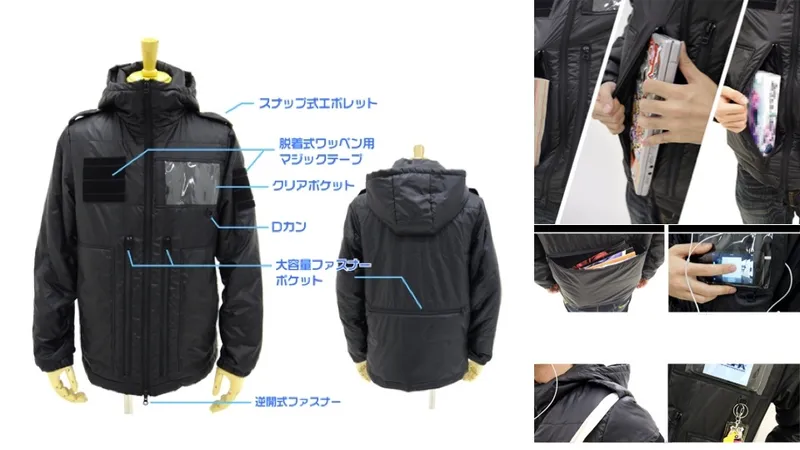 スナップ式エポレット
脱着式ワッペン用
マジックテープ
クリアポケット
Dカン
大容量ファスナー
ポケット
逆開式ファスナー